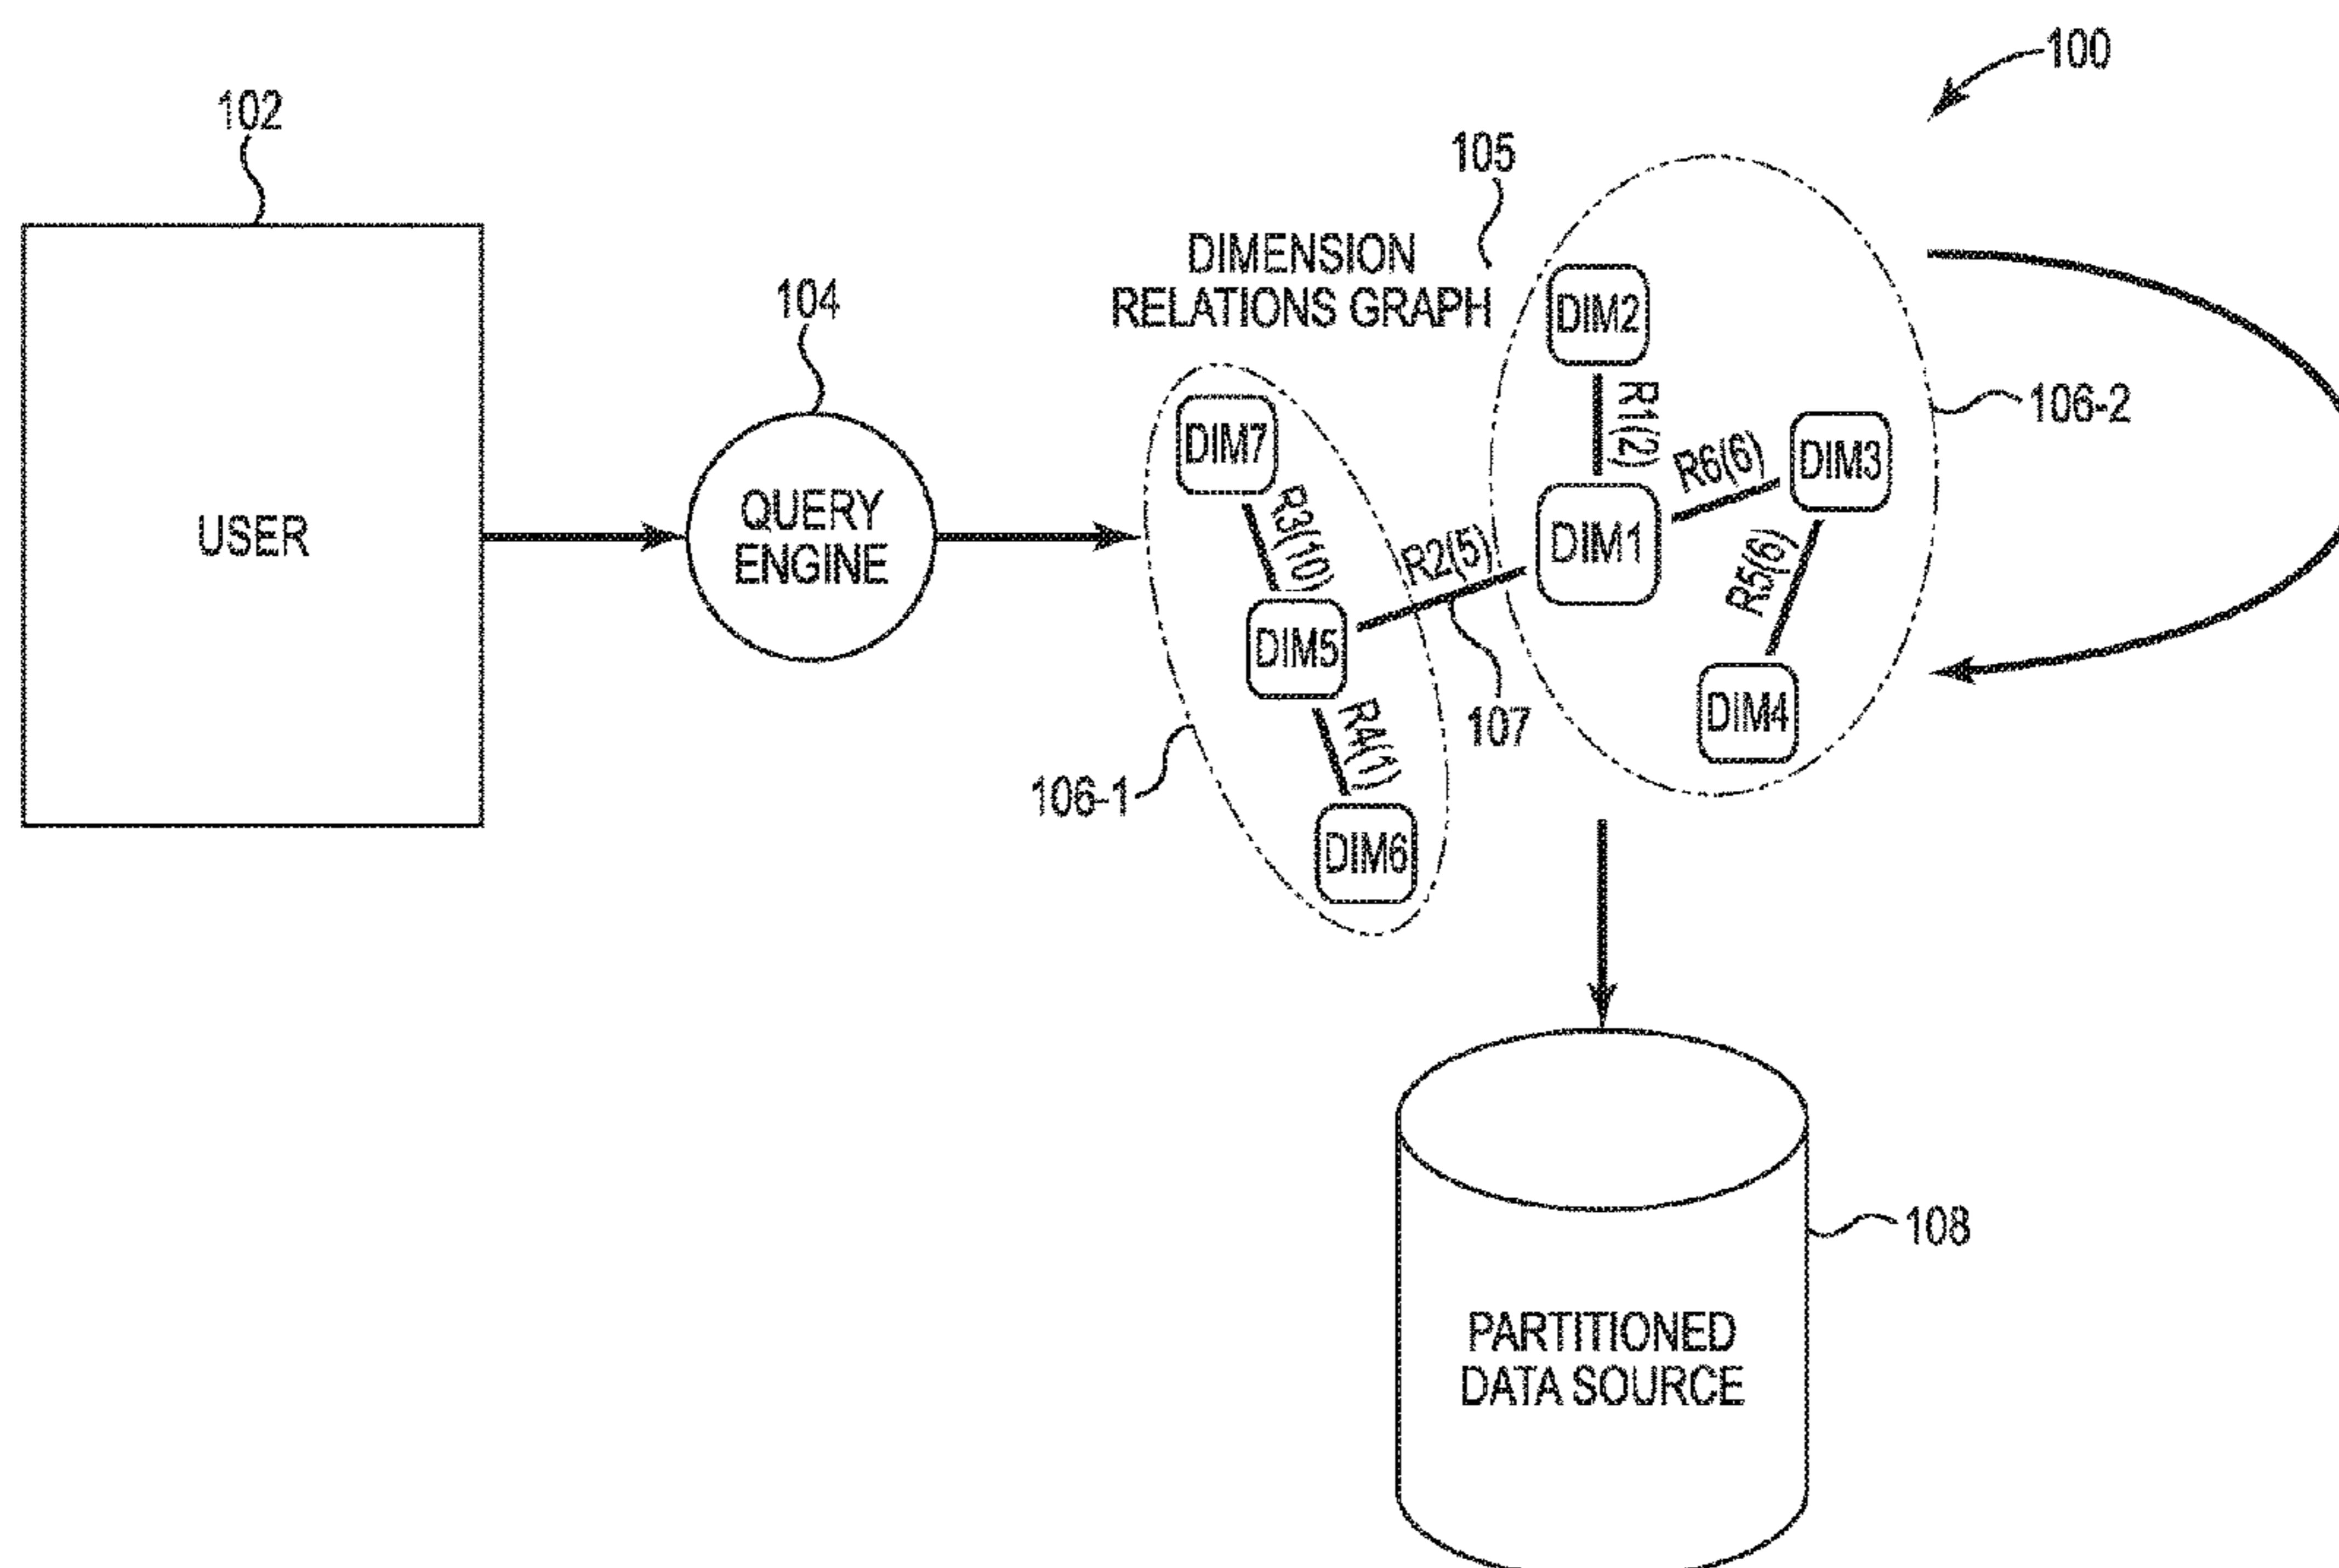 100
102
105
DIMENSION
RELATIONS GRAPH
104
DIM2
R1(2)
106-2
DIM7
R6(6)
DIM3
USER
QUERY
ENGINE
R3(10)
R2(5)
DIM1
R5(6)
DIM5
107
DIM4
R4(1)
106-1
DIM6
108
PARTITIONED
DATA SOURCE